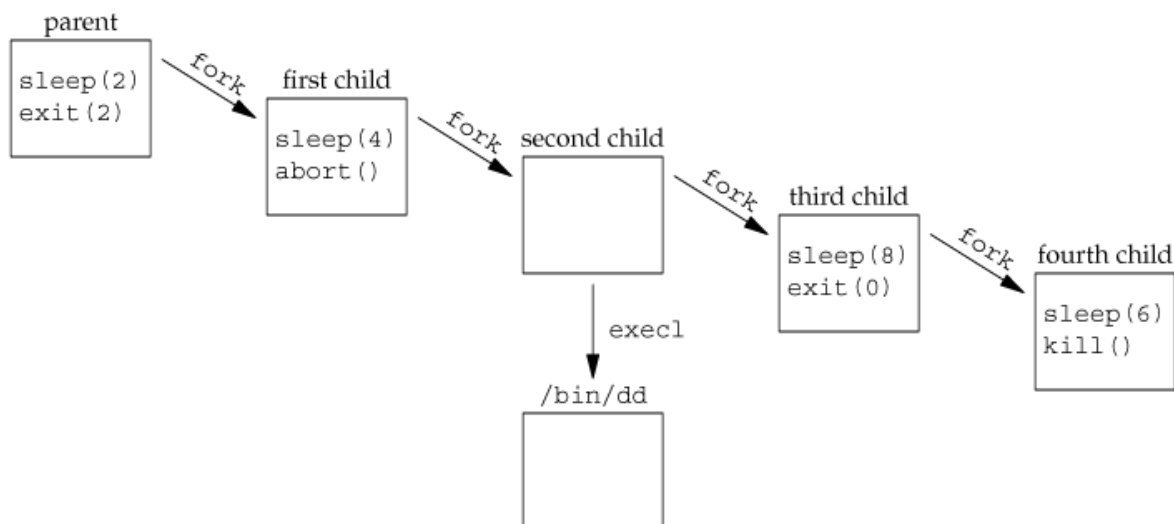 parent
sleep(2)
exit(2)
fork
first child
sleep(4)
abort()
fork
second child
fork
third child
sleep(8)
exit(0)
fork
fourth child
sleep(6)
kill()
execl
/bin/dd